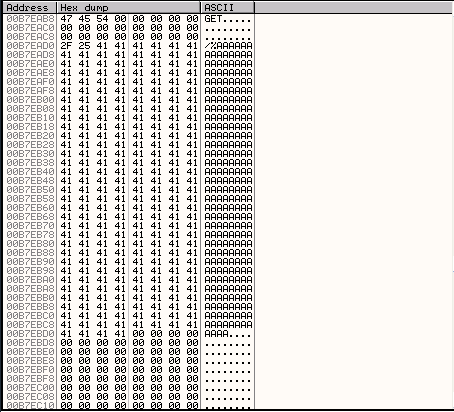 Address Hex dump ASCII
00B7EAB8 47 45 54 00 00 00 00 00 GET.....
00B7EAC0 00 00 00 00 00 00 00 00 ........
00B7EAC8 00 00 00 00 00 00 00 00 ........
00B7EAD0 2F 25 41 41 41 41 41 41 /%AAAAAA
00B7EAD8 41 41 41 41 41 41 41 41 AAAAAAAA
00B7EAE0 41 41 41 41 41 41 41 41 AAAAAAAA
00B7EAE8 41 41 41 41 41 41 41 41 AAAAAAAA
00B7EAF0 41 41 41 41 41 41 41 41 AAAAAAAA
00B7EAF8 41 41 41 41 41 41 41 41 AAAAAAAA
00B7EB00 41 41 41 41 41 41 41 41 AAAAAAAA
00B7EB08 41 41 41 41 41 41 41 41 AAAAAAAA
00B7EB10 41 41 41 41 41 41 41 41 AAAAAAAA
00B7EB18 41 41 41 41 41 41 41 41 AAAAAAAA
00B7EB20 41 41 41 41 41 41 41 41 AAAAAAAA
00B7EB28 41 41 41 41 41 41 41 41 AAAAAAAA
00B7EB30 41 41 41 41 41 41 41 41 AAAAAAAA
00B7EB38 41 41 41 41 41 41 41 41 AAAAAAAA
00B7EB40 41 41 41 41 41 41 41 41 AAAAAAAA
00B7EB48 41 41 41 41 41 41 41 41 AAAAAAAA
00B7EB50 41 41 41 41 41 41 41 41 AAAAAAAA
00B7EB58 41 41 41 41 41 41 41 41 AAAAAAAA
00B7EB60 41 41 41 41 41 41 41 41 AAAAAAAA
00B7EB68 41 41 41 41 41 41 41 41 AAAAAAAA
00B7EB70 41 41 41 41 41 41 41 41 AAAAAAAA
00B7EB78 41 41 41 41 41 41 41 41 AAAAAAAA
00B7EB80 41 41 41 41 41 41 41 41 AAAAAAAA
00B7EB88 41 41 41 41 41 41 41 41 AAAAAAAA
00B7EB90 41 41 41 41 41 41 41 41 AAAAAAAA
00B7EB98 41 41 41 41 41 41 41 41 AAAAAAAA
00B7EBA0 41 41 41 41 41 41 41 41 AAAAAAAA
00B7EBA8 41 41 41 41 41 41 41 41 AAAAAAAA
00B7EBB0 41 41 41 41 41 41 41 41 AAAAAAAA
00B7EBB8 41 41 41 41 41 41 41 41 AAAAAAAA
00B7EBC0 41 41 41 41 41 41 41 41 AAAAAAAA
00B7EBC8 41 41 41 41 41 41 41 41 AAAAAAAA
00B7EBD0 41 41 41 41 00 00 00 00 AAAA....
00B7EBD8 00 00 00 00 00 00 00 00 ........
00B7EBE0 00 00 00 00 00 00 00 00 ........
00B7EBE8 00 00 00 00 00 00 00 00 ........
00B7EBF0 00 00 00 00 00 00 00 00 ........
00B7EBF8 00 00 00 00 00 00 00 00 ........
00B7EC00 00 00 00 00 00 00 00 00 ........
00B7EC08 00 00 00 00 00 00 00 00 ........
00B7EC10 00 00 00 00 00 00 00 00 ........